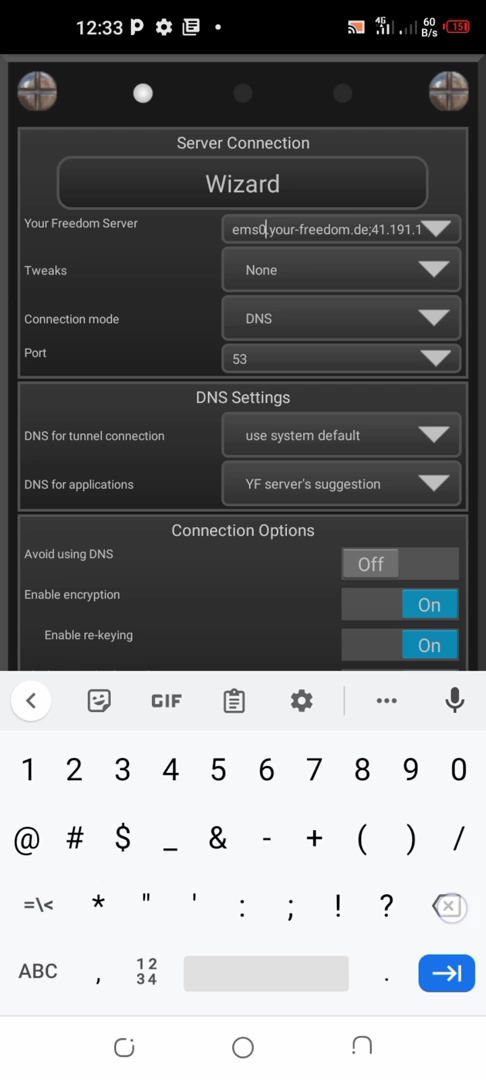 12:33
4G
60
B/s
15
Server Connection
Wizard
Your Freedom Server
ems0.your-freedom.de;41.191.1
Tweaks
None
Connection mode
DNS
Port
53
DNS Settings
DNS for tunnel connection
use system default
DNS for applications
YF server's suggestion
Connection Options
Avoid using DNS
Off
Enable encryption
On
Enable re-keying
On
GIF
1 2 3 4 5 6 7 8 9 0
@ # $ _ & - + ( ) /
=\< * " ' : ; ! ?
ABC , 12 34 .